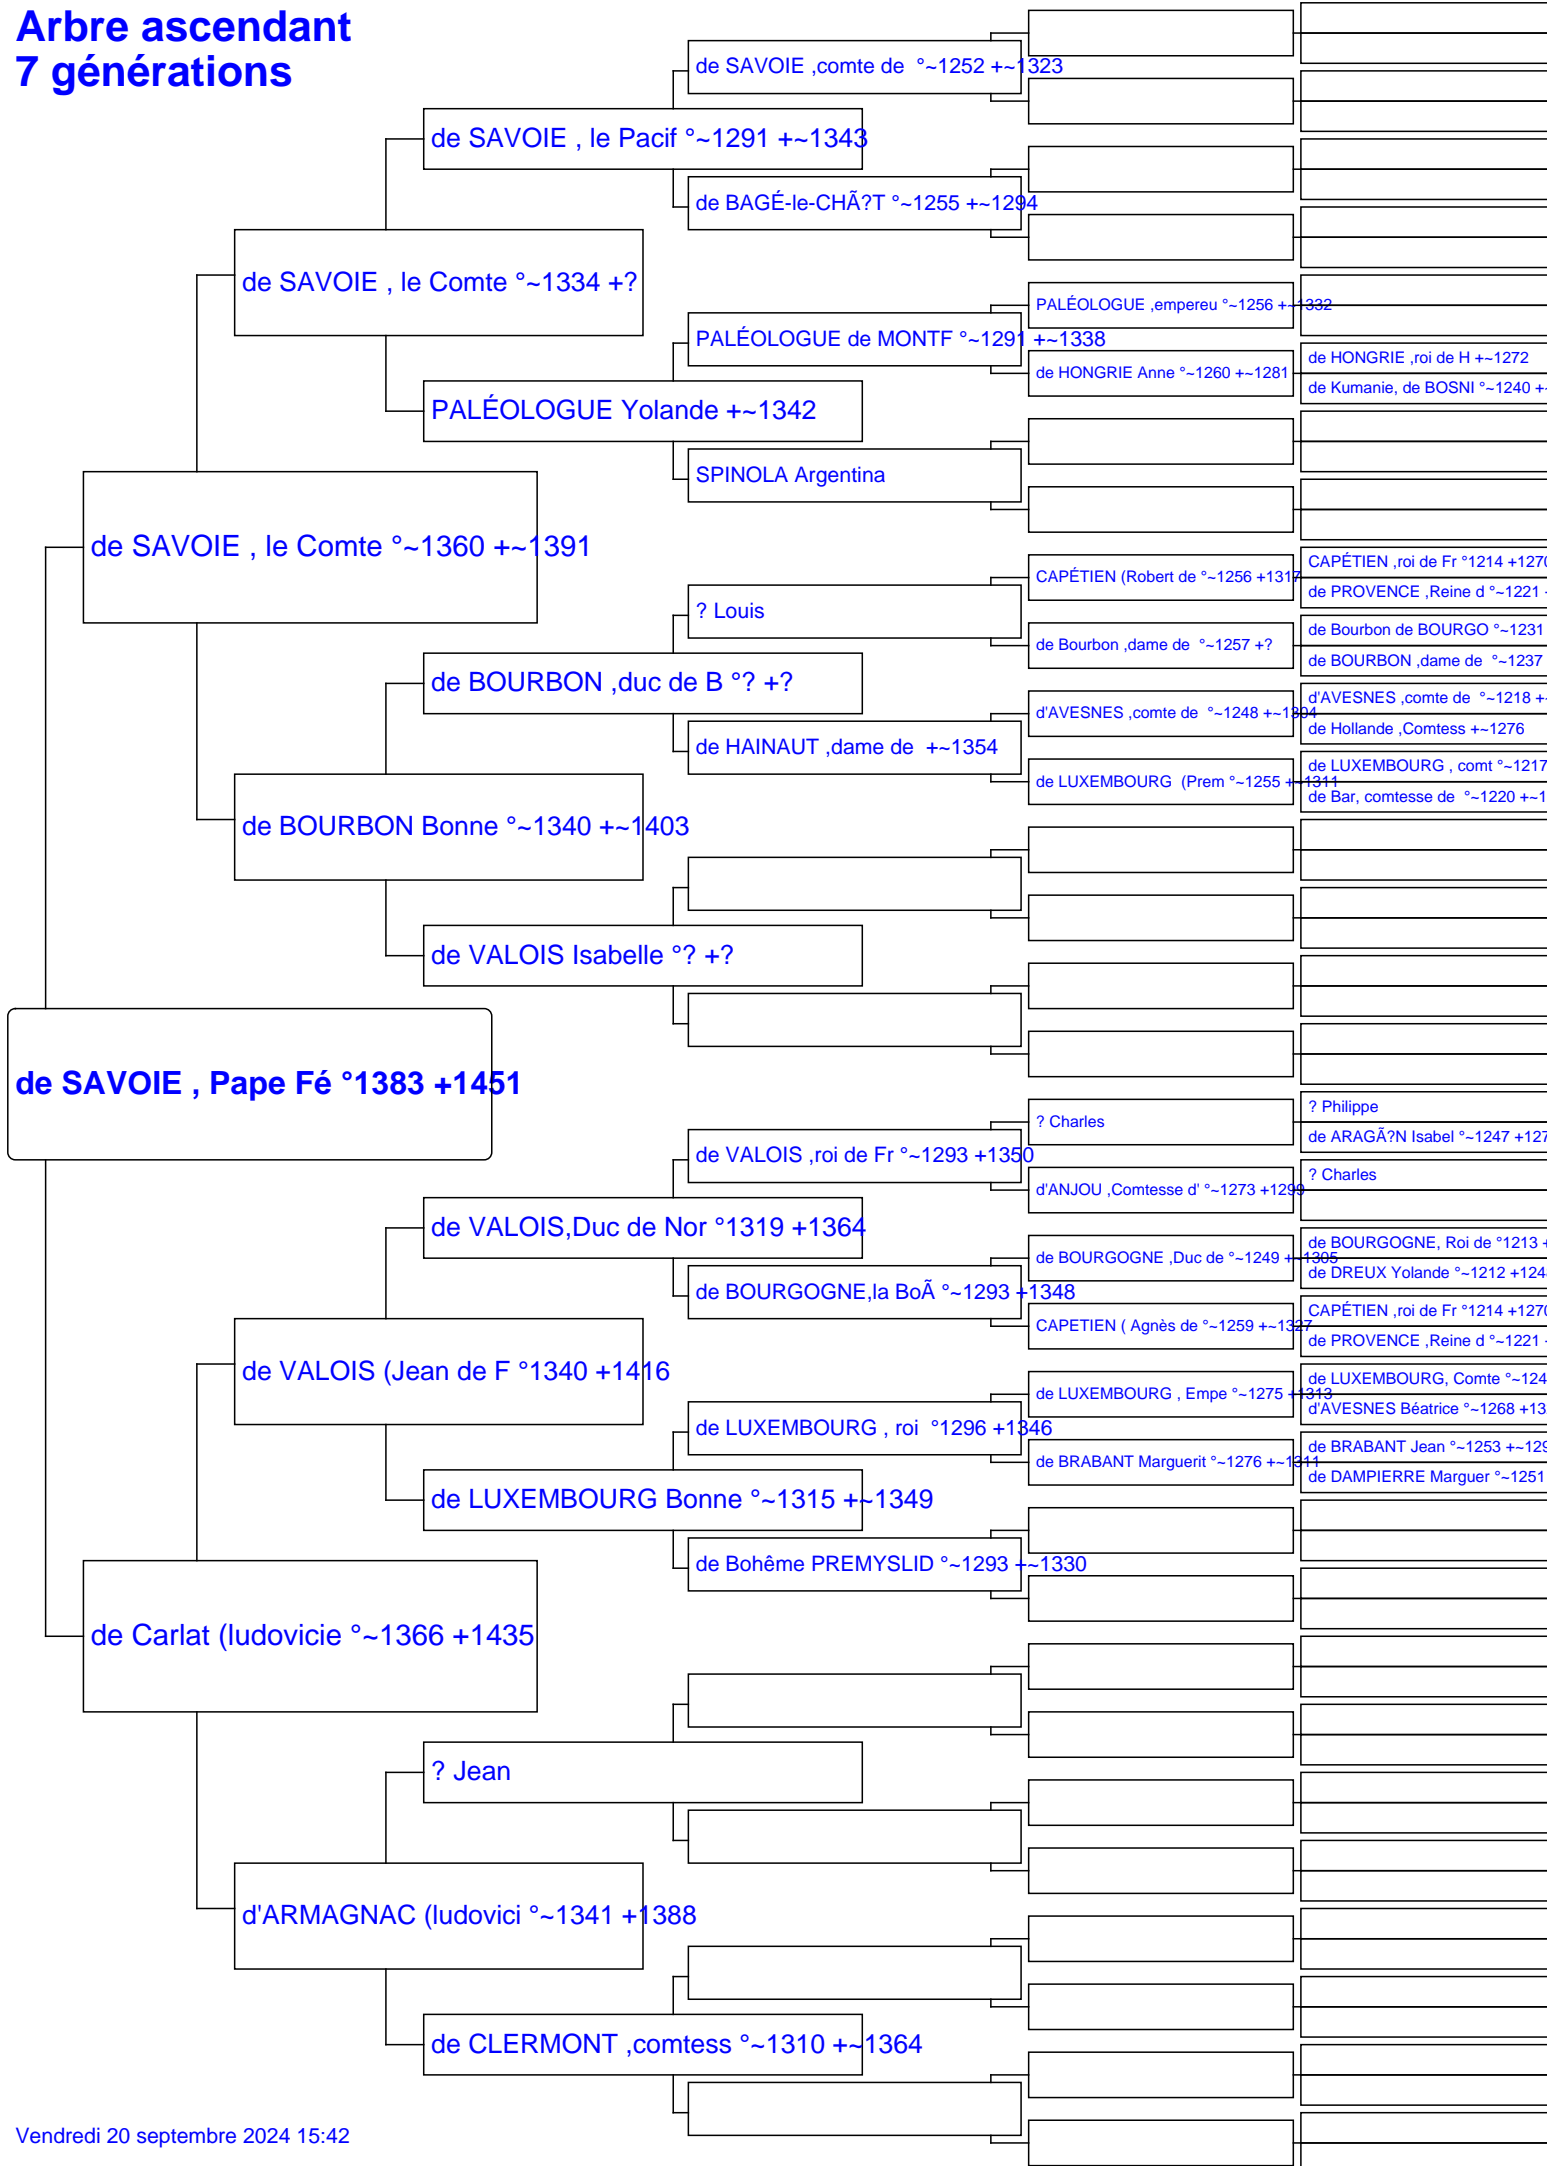 Arbre ascendant
7 générations
de SAVOIE ,comte de  °~1252 +~1323
de SAVOIE , le Pacif °~1291 +~1343
de BAGÉ-le-CHÃ?T °~1255 +~1294
de SAVOIE , le Comte °~1334 +?
PALÉOLOGUE ,empereu °~1256 +~1332
PALÉOLOGUE de MONTF °~1291 +~1338
de HONGRIE ,roi de H +~1272
de HONGRIE Anne °~1260 +~1281
de Kumanie, de BOSNI °~1240 +~
PALÉOLOGUE Yolande +~1342
SPINOLA Argentina
de SAVOIE , le Comte °~1360 +~1391
CAPÉTIEN ,roi de Fr °1214 +1270
CAPÉTIEN (Robert de °~1256 +1317
de PROVENCE ,Reine d °~1221 +
? Louis
de Bourbon de BOURGO °~1231
de Bourbon ,dame de  °~1257 +?
de BOURBON ,dame de  °~1237
de BOURBON ,duc de B °? +?
d'AVESNES ,comte de  °~1218 +~
d'AVESNES ,comte de  °~1248 +~1304
de Hollande ,Comtess +~1276
de HAINAUT ,dame de  +~1354
de LUXEMBOURG , comt °~1217
de LUXEMBOURG  (Prem °~1255 +~1311
de Bar, comtesse de  °~1220 +~1
de BOURBON Bonne °~1340 +~1403
de VALOIS Isabelle °? +?
de SAVOIE , Pape Fé °1383 +1451
? Philippe
? Charles
de ARAGÃ?N Isabel °~1247 +127
de VALOIS ,roi de Fr °~1293 +1350
? Charles
d'ANJOU ,Comtesse d' °~1273 +1299
de VALOIS,Duc de Nor °1319 +1364
de BOURGOGNE, Roi de °1213 +
de BOURGOGNE ,Duc de °~1249 +~1305
de DREUX Yolande °~1212 +124
de BOURGOGNE,la BoÃ °~1293 +1348
CAPÉTIEN ,roi de Fr °1214 +1270
CAPETIEN ( Agnès de °~1259 +~1327
de PROVENCE ,Reine d °~1221 +
de VALOIS (Jean de F °1340 +1416
de LUXEMBOURG, Comte °~124
de LUXEMBOURG , Empe °~1275 +1313
d'AVESNES Béatrice °~1268 +13
de LUXEMBOURG , roi  °1296 +1346
de BRABANT Jean °~1253 +~129
de BRABANT Marguerit °~1276 +~1311
de DAMPIERRE Marguer °~1251
de LUXEMBOURG Bonne °~1315 +~1349
de Bohême PREMYSLID °~1293 +~1330
de Carlat (ludovicie °~1366 +1435
? Jean
d'ARMAGNAC (ludovici °~1341 +1388
de CLERMONT ,comtess °~1310 +~1364
Vendredi 20 septembre 2024 15:42